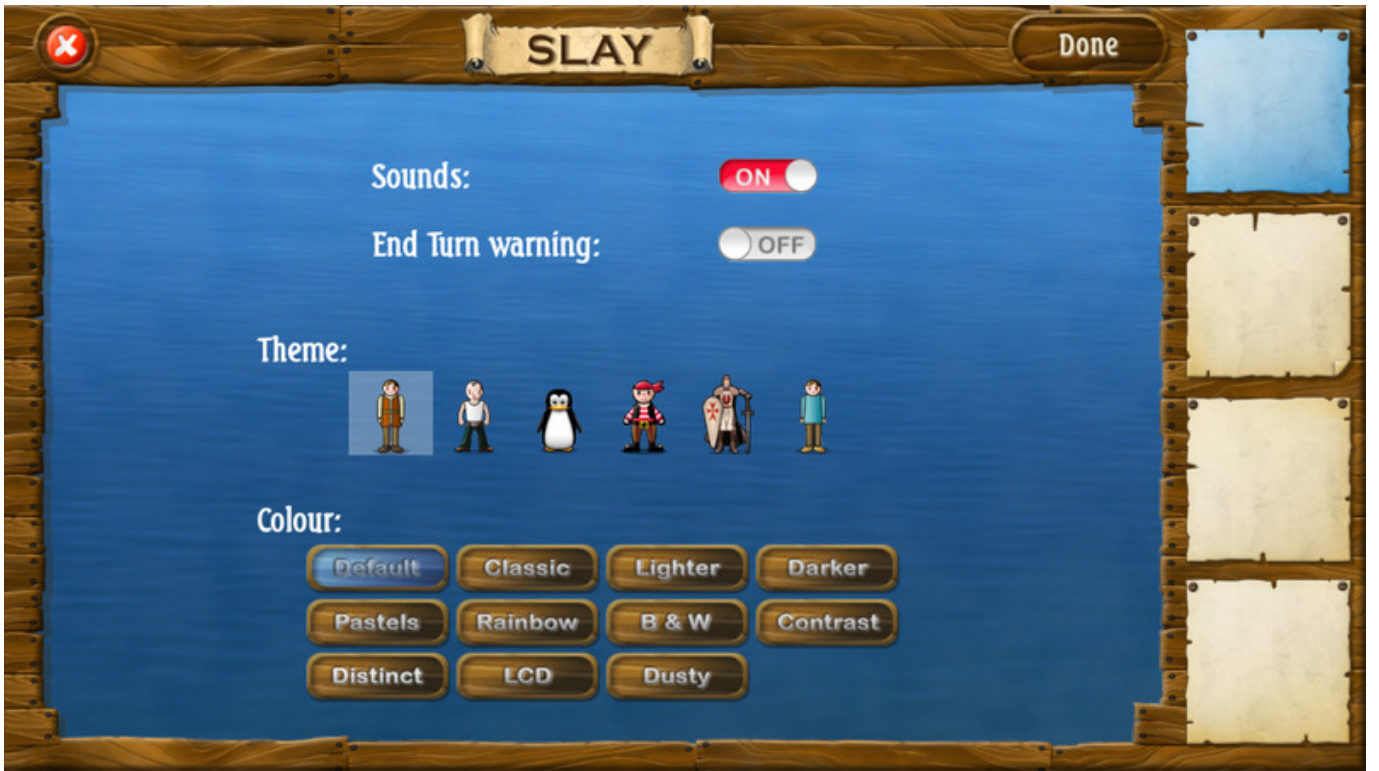 SLAY
Done
Sounds: ON
End Turn warning: OFF
Theme:
Colour:
Default Classic Lighter Darker
Pastels Rainbow B & W Contrast
Distinct LCD Dusty